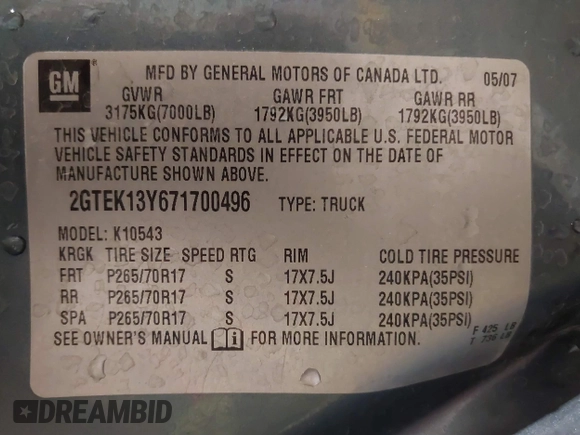 GM
MFD BY GENERAL MOTORS OF CANADA LTD. 05/07
GVWR GAWR FRT GAWR RR
3175KG(7000LB) 1792KG(3950LB) 1792KG(3950LB)
THIS VEHICLE CONFORMS TO ALL APPLICABLE U.S. FEDERAL MOTOR
VEHICLE SAFETY STANDARDS IN EFFECT ON THE DATE OF
MANUFACTURE SHOWN ABOVE.
2GTEK13Y671700496 TYPE: TRUCK
MODEL: K10543
KRGK TIRE SIZE SPEED RTG RIM COLD TIRE PRESSURE
FRT P265/70R17 S 17X7.5J 240KPA(35PSI)
RR P265/70R17 S 17X7.5J 240KPA(35PSI)
SPA P265/70R17 S 17X7.5J 240KPA(35PSI)
SEE OWNER'S MANUAL FOR MORE INFORMATION.
F 425 LB
T 736 LB
DREAMBID